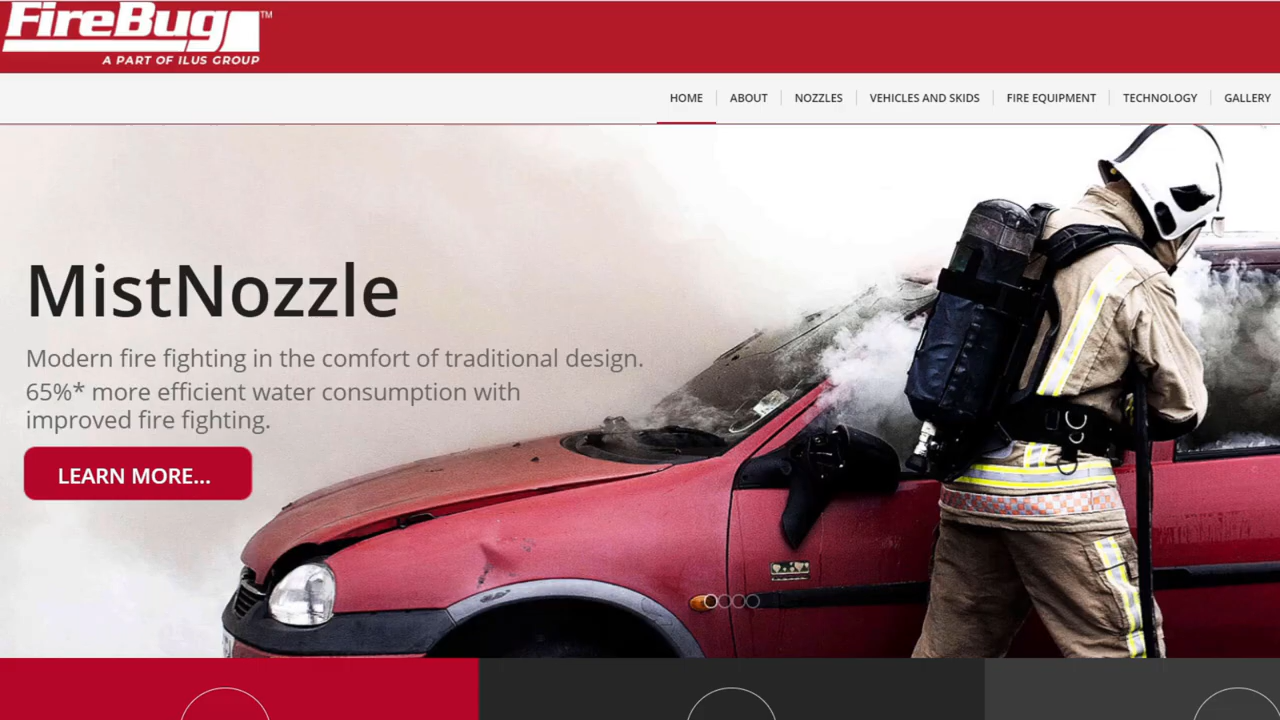 FireBug™
A PART OF ILUS GROUP
HOME ABOUT NOZZLES VEHICLES AND SKIDS FIRE EQUIPMENT TECHNOLOGY GALLERY
MistNozzle
Modern fire fighting in the comfort of traditional design.
65%* more efficient water consumption with
improved fire fighting.
LEARN MORE...